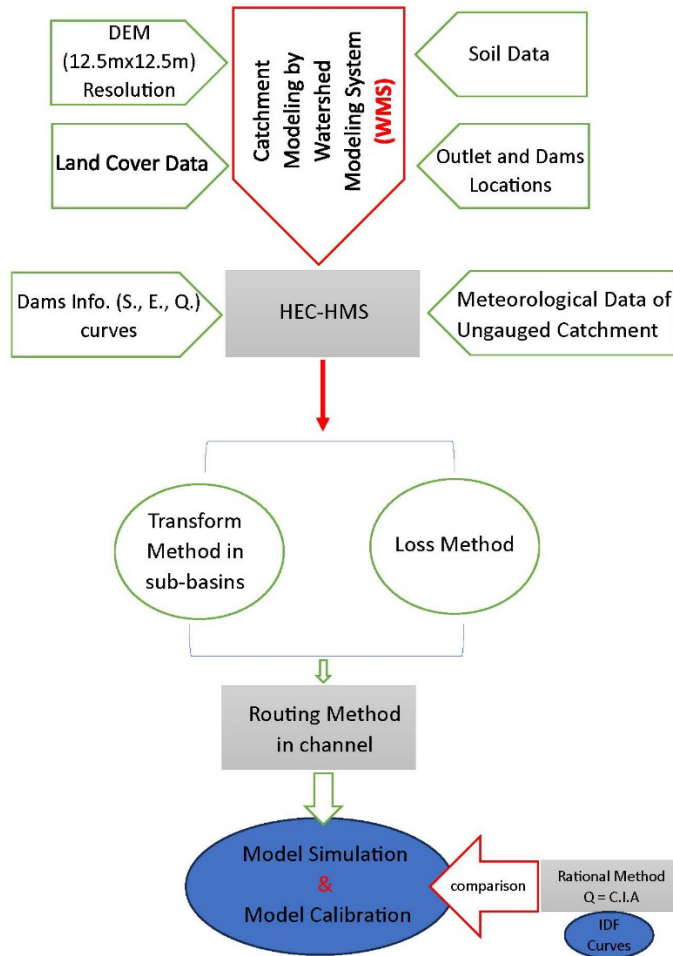 DEM
(12.5mx12.5m)
Resolution
Catchment
Modeling by
Watershed
Modeling System
(WMS)
Soil Data
Land Cover Data
Outlet and Dams
Locations
Dams Info. (S., E., Q.)
curves
HEC-HMS
Meteorological Data of
Ungauged Catchment
Transform
Method in
sub-basins
Loss Method
Routing Method
in channel
Model Simulation
&
Model Calibration
comparison
Rational Method
Q = C.I.A
IDF
Curves